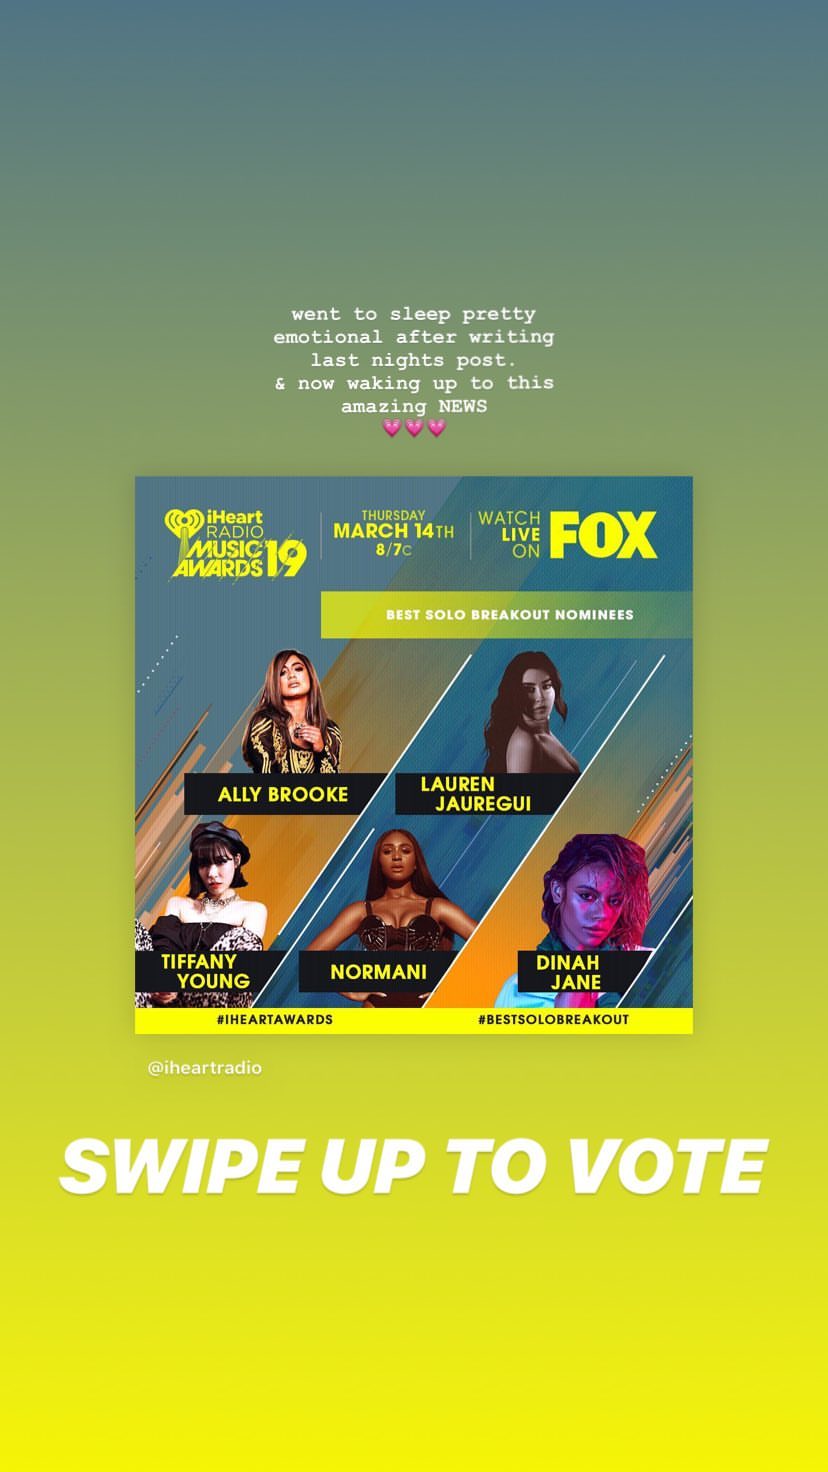 went to sleep pretty
emotional after writing
last nights post.
& now waking up to this
amazing NEWS
💗💗💗
iHeart
RADIO
MUSIC
AWARDS 19
THURSDAY
MARCH 14TH
8/7C
WATCH
LIVE
ON
FOX
BEST SOLO BREAKOUT NOMINEES
ALLY BROOKE
LAUREN
JAUREGUI
TIFFANY
YOUNG
NORMANI
DINAH
JANE
#IHEARTAWARDS
#BESTSOLOBREAKOUT
@iheartradio
SWIPE UP TO VOTE